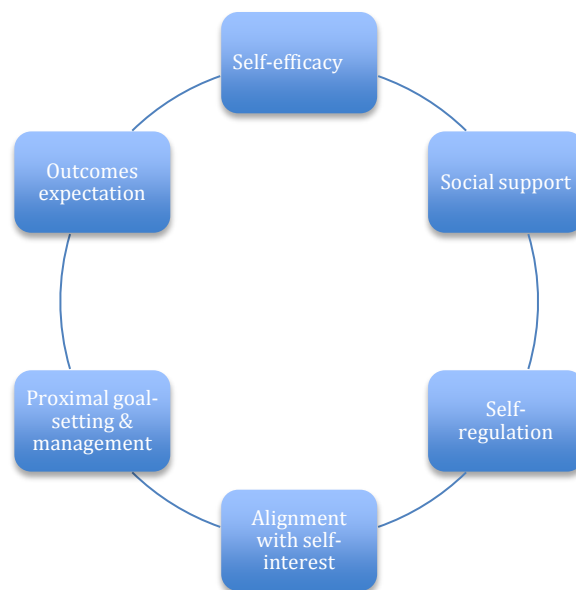 Self-efficacy
Social support
Self-
regulation
Alignment
with self-
interest
Proximal goal-
setting &
management
Outcomes
expectation